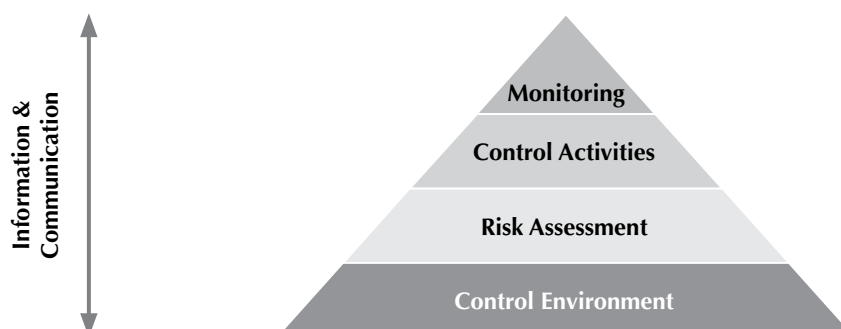 Information &
Communication
Monitoring
Control Activities
Risk Assessment
Control Environment